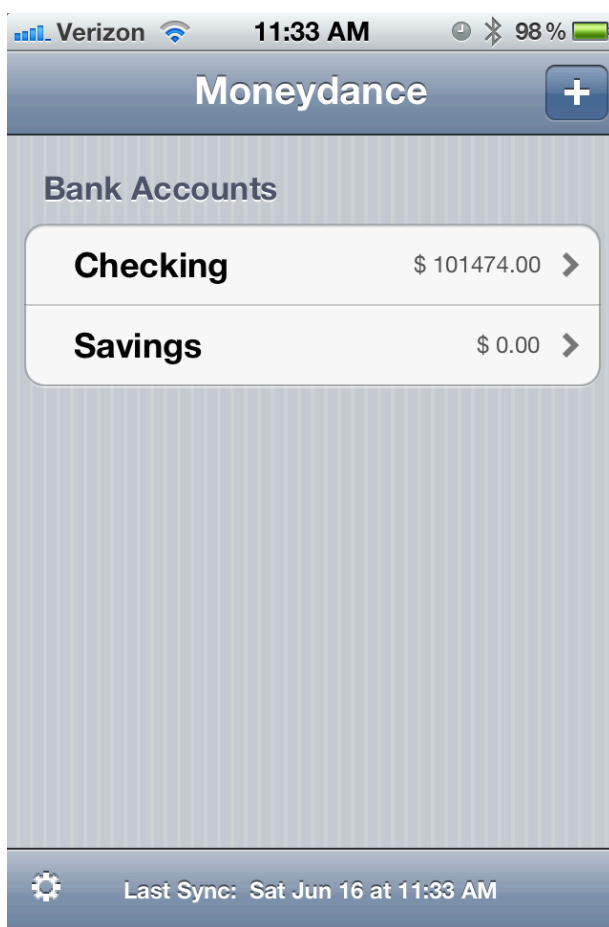 Verizon 11:33 AM 98%
Moneydance +
Bank Accounts
Checking $ 101474.00
Savings $ 0.00
Last Sync: Sat Jun 16 at 11:33 AM